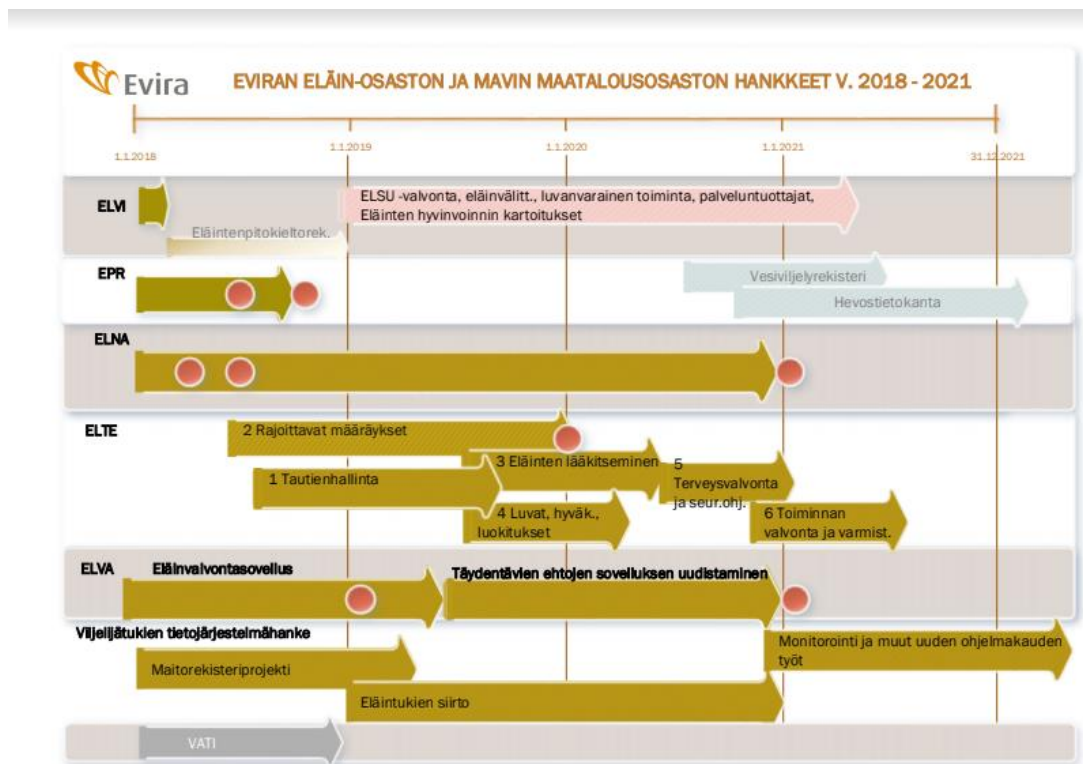 Evira
EVIRAN ELÄIN-OSASTON JA MAVIN MAATALOUSOSASTON HANKKEET V. 2018 - 2021
1.1.2018
1.1.2019
1.1.2020
1.1.2021
31.12.2021
ELVI
ELSU -valvonta, eläinvälitt., luvanvarainen toiminta, palveluntuottajat,
Eläinten hyvinvoinnin kartoitukset
Eläintenpitokieltorek.
EPR
Vesiviljelyrekisteri
Hevostietokanta
ELNA
ELTE
2 Rajoittavat määräykset
3 Eläinten lääkitseminen
1 Tautienhallinta
5
Terveysvalvonta
ja seur.ohj.
4 Luvat, hyväk.,
luokitukset
6 Toiminnan
valvonta ja varmist.
ELVA
Eläinvalvontasovellus
Täydentävien ehtojen sovelluksen uudistaminen
Viljelijätukien tietojärjestelmähanke
Maitorekisteriprojekti
Monitorointi ja muut uuden ohjelmakauden
työt
Eläintukien siirto
VATI